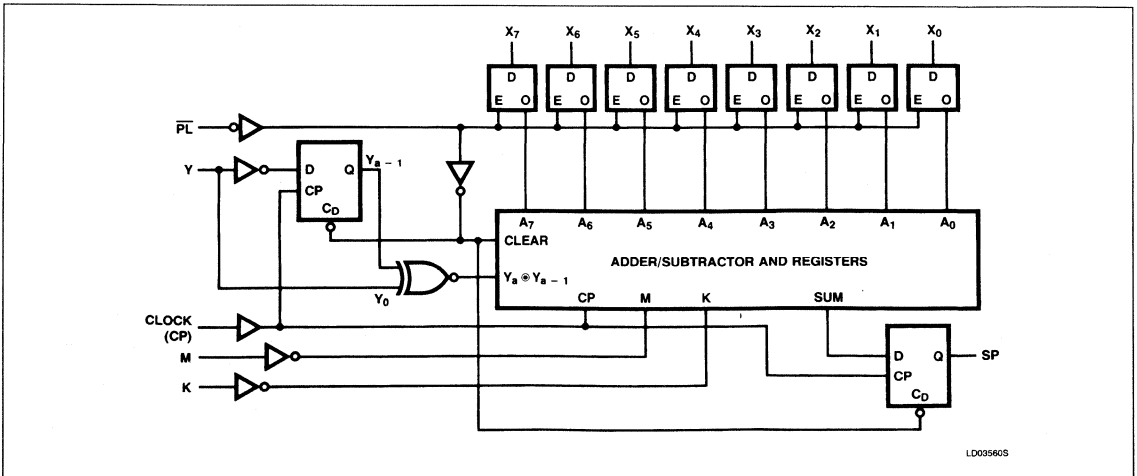 X7 X6 X5 X4 X3 X2 X1 X0
D D D D D D D D
E O E O E O E O E O E O E O E O
PL
Y
D Q
Ya − 1
CP
CD
A7 A6 A5 A4 A3 A2 A1 A0
CLEAR
ADDER/SUBTRACTOR AND REGISTERS
Ya ⊙ Ya − 1
Y0
CP M K SUM
CLOCK
(CP)
M
K
D Q
SP
CP
CD
LD03560S